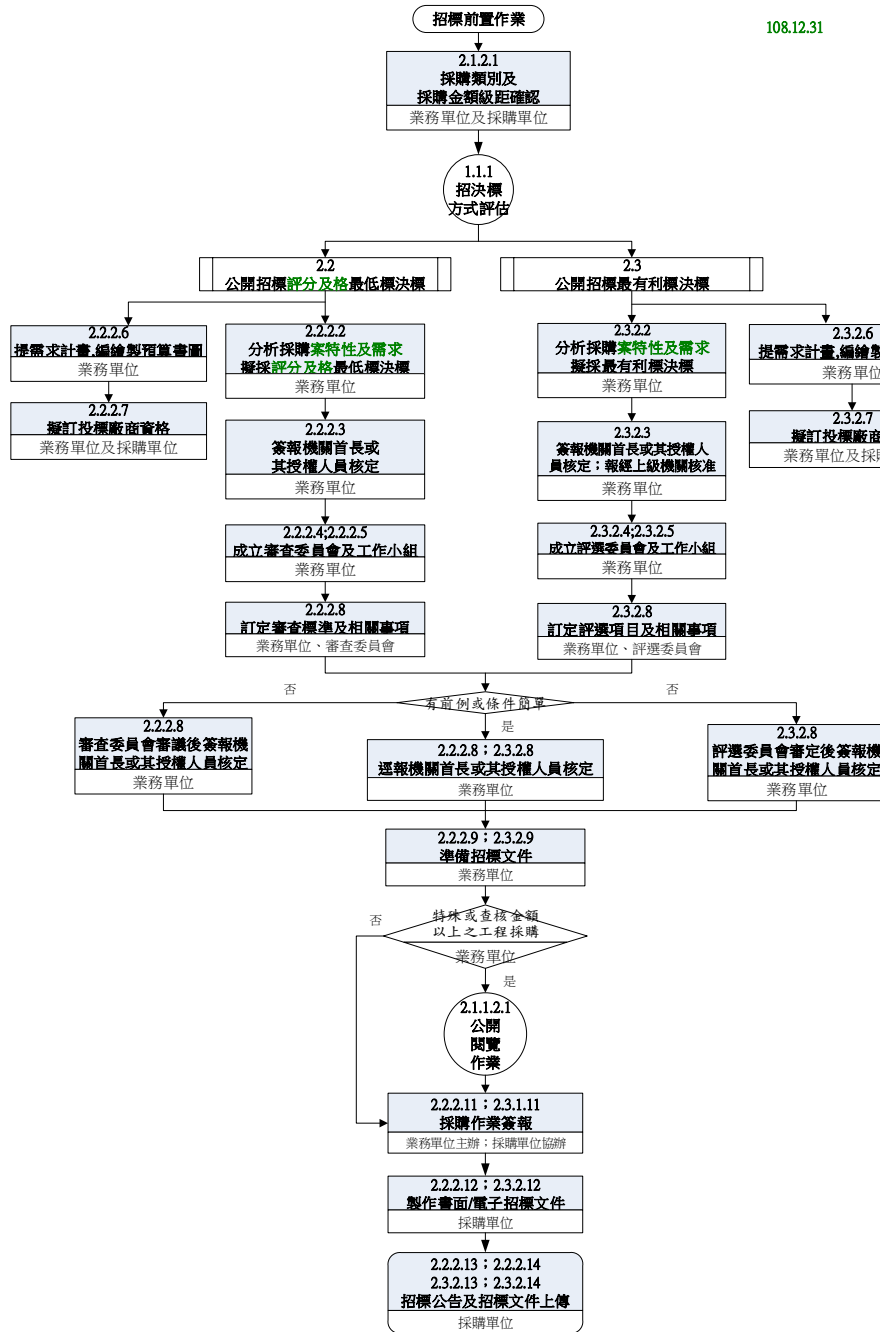 招標前置作業
108.12.31
2.1.2.1
採購類別及
採購金額級距確認
業務單位及採購單位
1.1.1
招決標
方式評估
2.2
公開招標評分及格最低標決標
2.3
公開招標最有利標決標
2.2.2.6
提需求計畫,編繪製預算書圖
業務單位
2.2.2.7
擬訂投標廠商資格
業務單位及採購單位
2.2.2.2
分析採購案特性及需求
擬採評分及格最低標決標
業務單位
2.2.2.3
簽報機關首長或
其授權人員核定
業務單位
2.2.2.4;2.2.2.5
成立審查委員會及工作小組
業務單位
2.2.2.8
訂定審查標準及相關事項
業務單位、審查委員會
2.3.2.2
分析採購案特性及需求
擬採最有利標決標
業務單位
2.3.2.3
簽報機關首長或其授權人
員核定；報經上級機關核准
業務單位
2.3.2.4;2.3.2.5
成立評選委員會及工作小組
業務單位
2.3.2.8
訂定評選項目及相關事項
業務單位、評選委員會
2.3.2.6
提需求計畫,編繪製
業務單
2.3.2.7
擬訂投標廠商
業務單位及採
否
有前例或條件簡單
否
是
2.2.2.8
審查委員會審議後簽報機
關首長或其授權人員核定
業務單位
2.2.2.8；2.3.2.8
逕報機關首長或其授權人員核定
業務單位
2.3.2.8
評選委員會審定後簽報機
關首長或其授權人員核定
業務單位
2.2.2.9；2.3.2.9
準備招標文件
業務單位
否
特殊或查核金額
以上之工程採購
業務單位
是
2.1.1.2.1
公開
閱覽
作業
2.2.2.11；2.3.1.11
採購作業簽報
業務單位主辦；採購單位協辦
2.2.2.12；2.3.2.12
製作書面/電子招標文件
採購單位
2.2.2.13；2.2.2.14
2.3.2.13；2.3.2.14
招標公告及招標文件上傳
採購單位